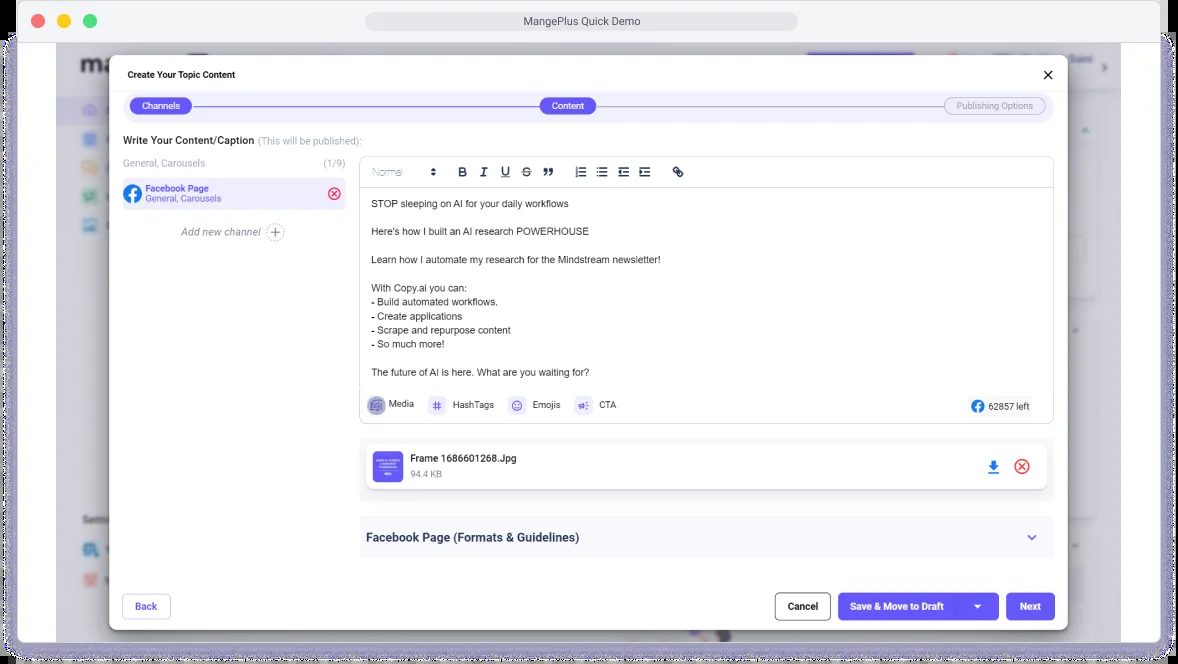 MangePlus Quick Demo
ma
Create Your Topic Content
Channels
Content
Publishing Options
Write Your Content/Caption (This will be published):
General, Carousels (1/9)
Facebook Page
General, Carousels
Add new channel
Normal
STOP sleeping on AI for your daily workflows
Here's how I built an AI research POWERHOUSE
Learn how I automate my research for the Mindstream newsletter!
With Copy.ai you can:
- Build automated workflows.
- Create applications
- Scrape and repurpose content
- So much more!
The future of AI is here. What are you waiting for?
Media
HashTags
Emojis
CTA
62857 left
Frame 1686601268.Jpg
94.4 KB
Facebook Page (Formats & Guidelines)
Back
Cancel
Save & Move to Draft
Next